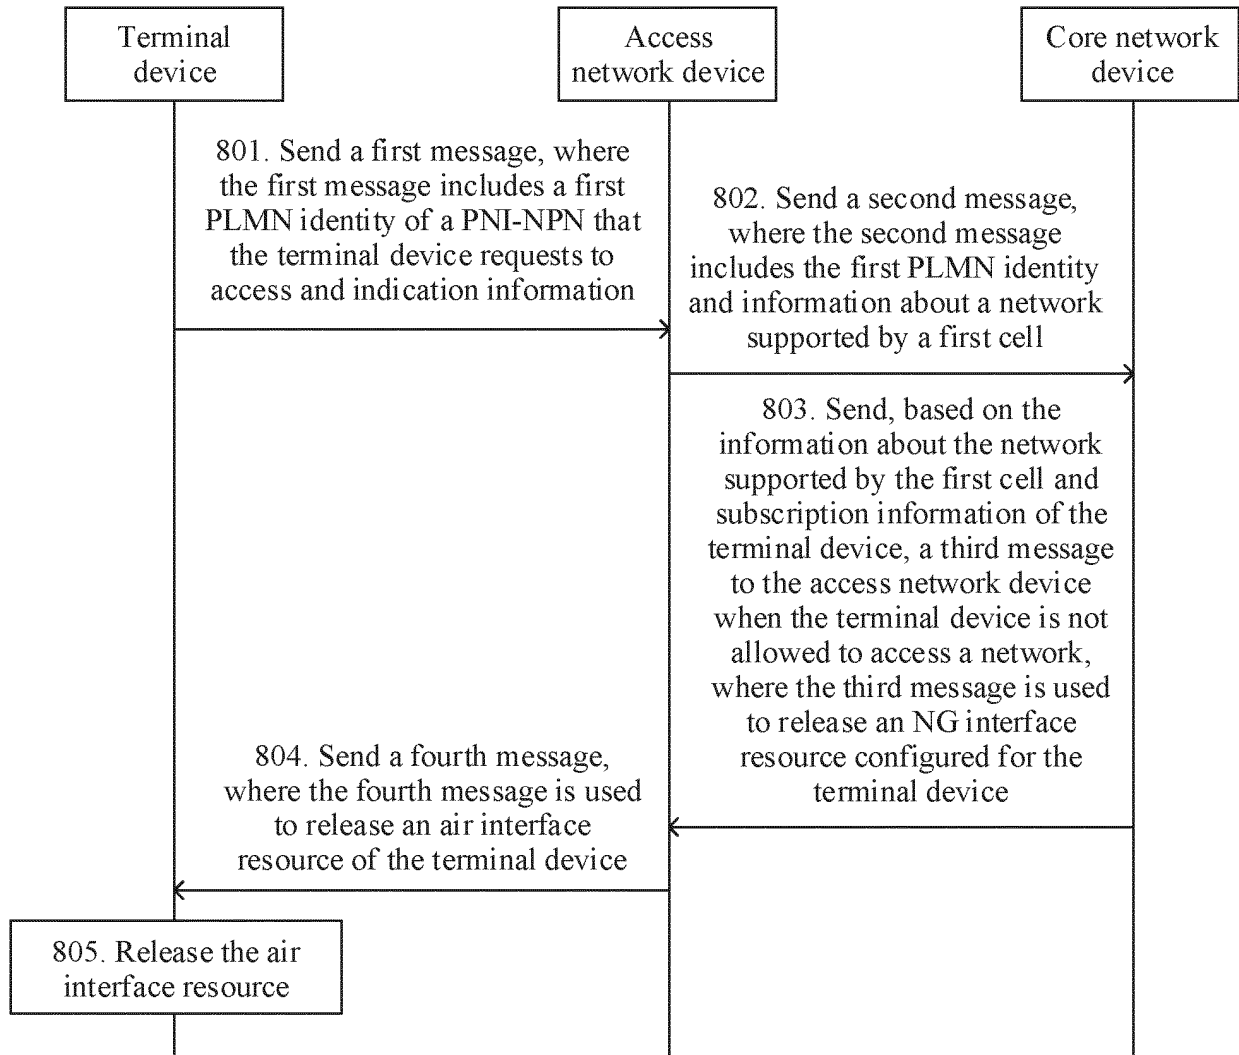 Terminal
device
Access
network device
Core network
device
801. Send a first message, where
the first message includes a first
PLMN identity of a PNI-NPN that
the terminal device requests to
access and indication information
802. Send a second message,
where the second message
includes the first PLMN identity
and information about a network
supported by a first cell
803. Send, based on the
information about the network
supported by the first cell and
subscription information of the
terminal device, a third message
to the access network device
when the terminal device is not
allowed to access a network,
where the third message is used
to release an NG interface
resource configured for the
terminal device
804. Send a fourth message,
where the fourth message is used
to release an air interface
resource of the terminal device
805. Release the air
interface resource